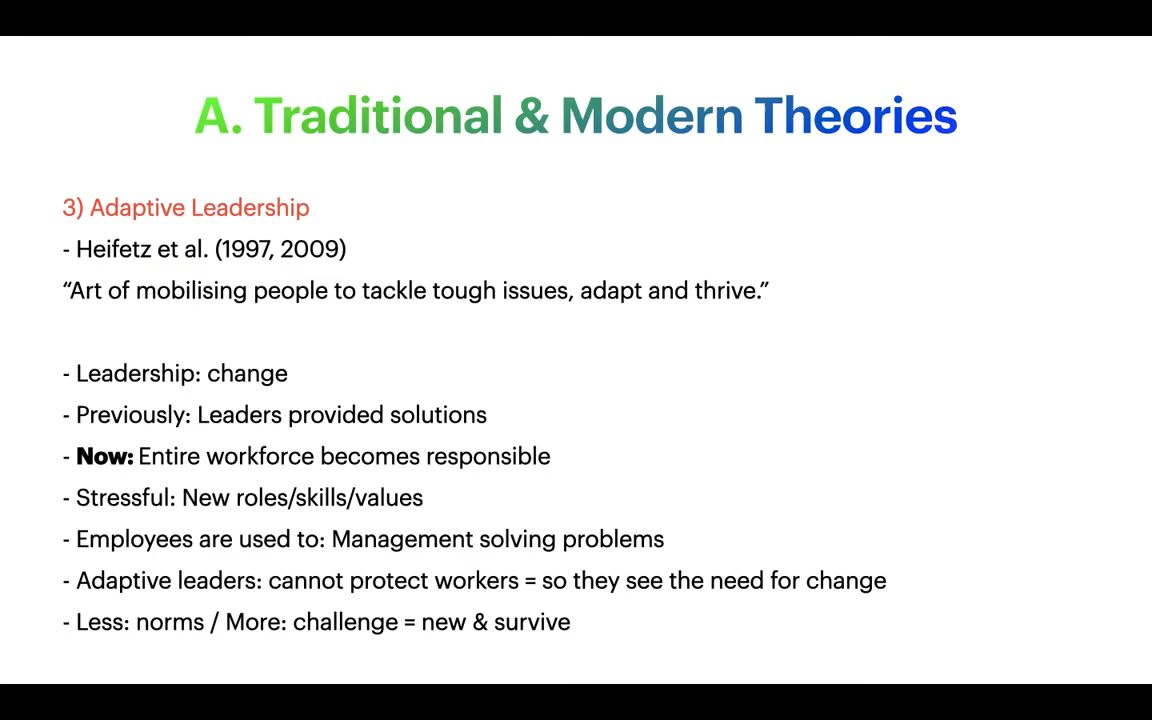 A. Traditional & Modern Theories
3) Adaptive Leadership
- Heifetz et al. (1997, 2009)
“Art of mobilising people to tackle tough issues, adapt and thrive.”
- Leadership: change
- Previously: Leaders provided solutions
- Now: Entire workforce becomes responsible
- Stressful: New roles/skills/values
- Employees are used to: Management solving problems
- Adaptive leaders: cannot protect workers = so they see the need for change
- Less: norms / More: challenge = new & survive